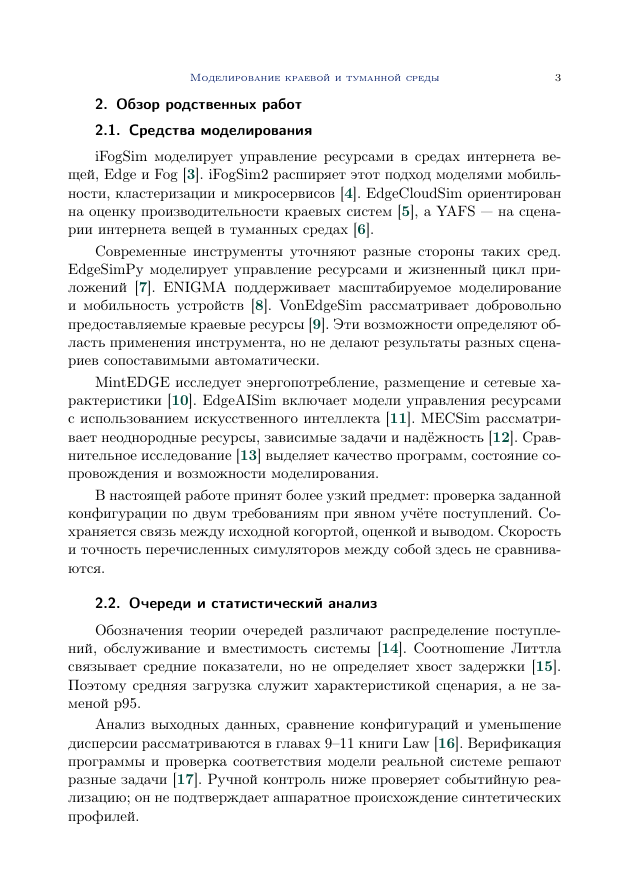 Моделирование краевой и туманной среды 3
2. Обзор родственных работ
2.1. Средства моделирования
iFogSim моделирует управление ресурсами в средах интернета ве-
щей, Edge и Fog [3]. iFogSim2 расширяет этот подход моделями мобиль-
ности, кластеризации и микросервисов [4]. EdgeCloudSim ориентирован
на оценку производительности краевых систем [5], а YAFS — на сцена-
рии интернета вещей в туманных средах [6].
Современные инструменты уточняют разные стороны таких сред.
EdgeSimPy моделирует управление ресурсами и жизненный цикл при-
ложений [7]. ENIGMA поддерживает масштабируемое моделирование
и мобильность устройств [8]. VonEdgeSim рассматривает добровольно
предоставляемые краевые ресурсы [9]. Эти возможности определяют об-
ласть применения инструмента, но не делают результаты разных сцена-
риев сопоставимыми автоматически.
MintEDGE исследует энергопотребление, размещение и сетевые ха-
рактеристики [10]. EdgeAISim включает модели управления ресурсами
с использованием искусственного интеллекта [11]. MECSim рассматри-
вает неоднородные ресурсы, зависимые задачи и надёжность [12]. Срав-
нительное исследование [13] выделяет качество программ, состояние со-
провождения и возможности моделирования.
В настоящей работе принят более узкий предмет: проверка заданной
конфигурации по двум требованиям при явном учёте поступлений. Со-
храняется связь между исходной когортой, оценкой и выводом. Скорость
и точность перечисленных симуляторов между собой здесь не сравнива-
ются.
2.2. Очереди и статистический анализ
Обозначения теории очередей различают распределение поступле-
ний, обслуживание и вместимость системы [14]. Соотношение Литтла
связывает средние показатели, но не определяет хвост задержки [15].
Поэтому средняя загрузка служит характеристикой сценария, а не за-
меной p95.
Анализ выходных данных, сравнение конфигураций и уменьшение
дисперсии рассматриваются в главах 9–11 книги Law [16]. Верификация
программы и проверка соответствия модели реальной системе решают
разные задачи [17]. Ручной контроль ниже проверяет событийную реа-
лизацию; он не подтверждает аппаратное происхождение синтетических
профилей.